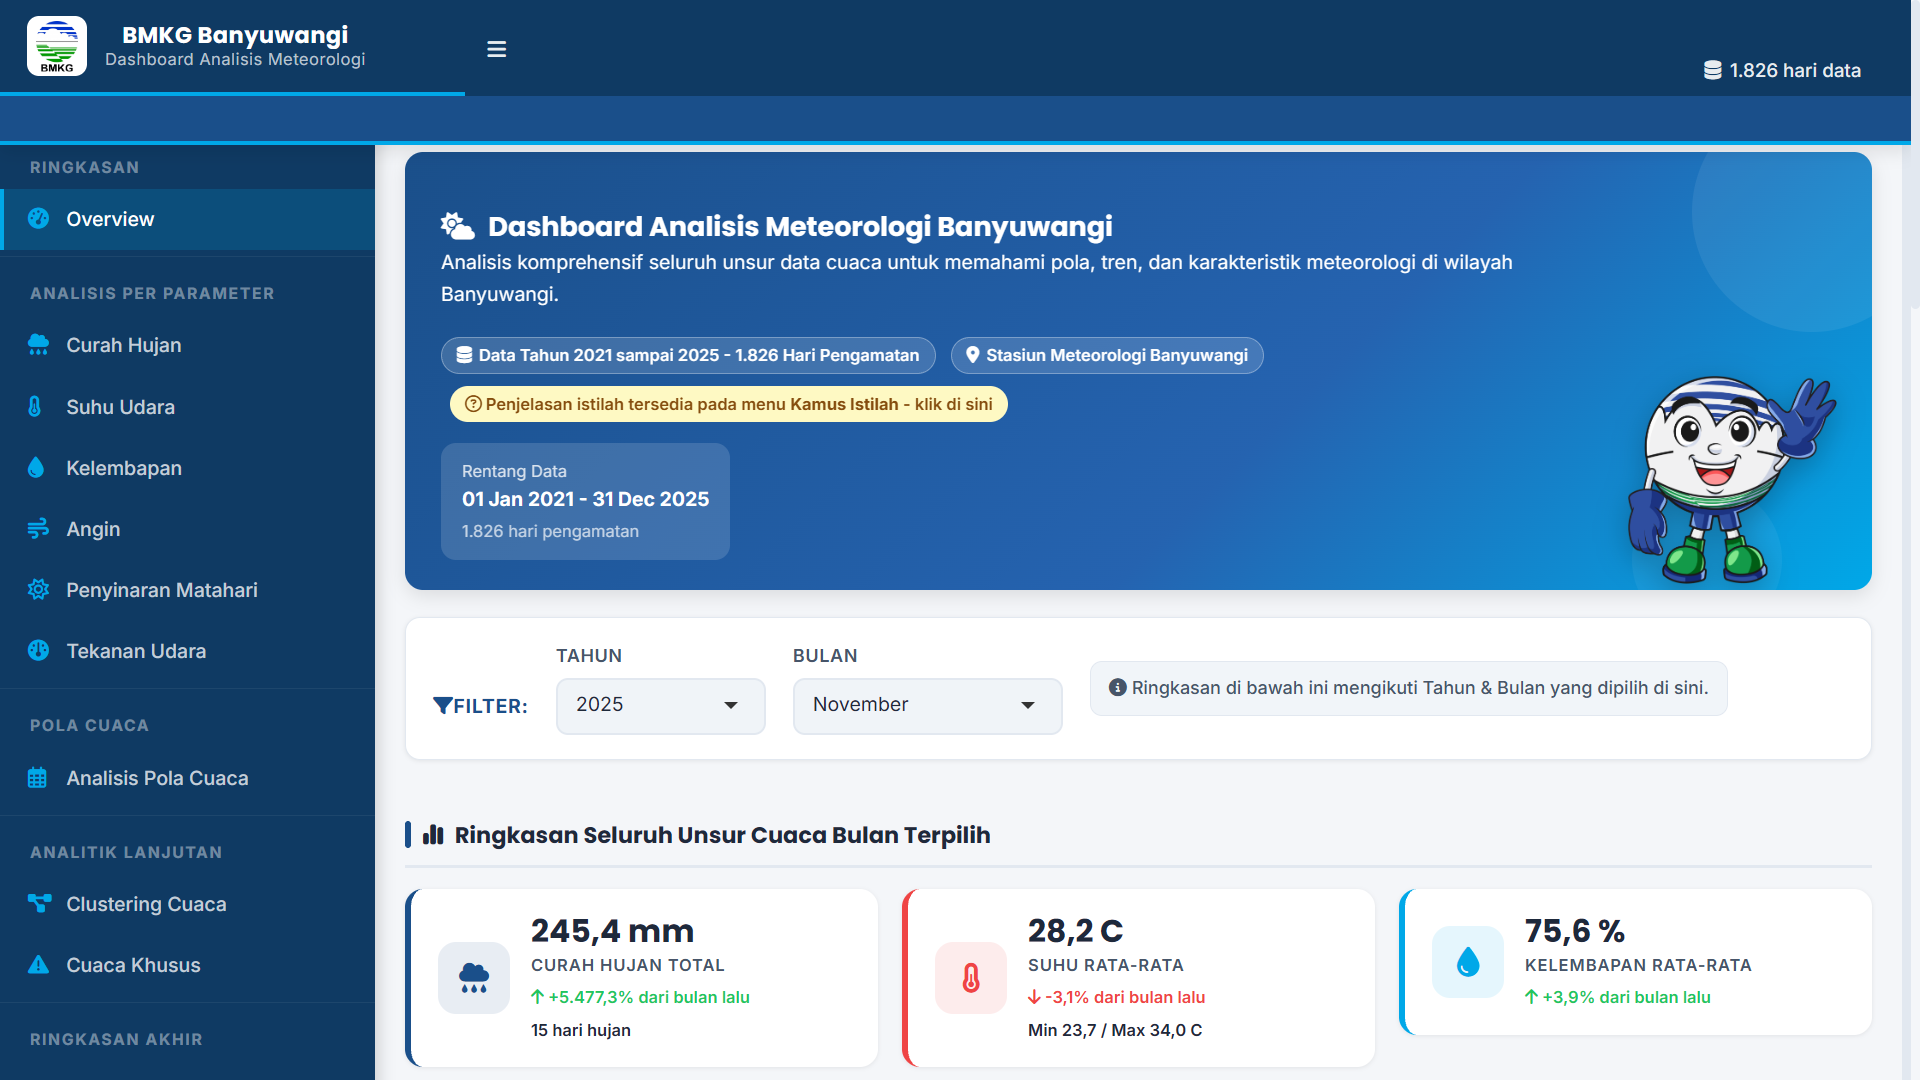 BMKG
BMKG Banyuwangi
Dashboard Analisis Meteorologi
1.826 hari data
RINGKASAN
Overview
ANALISIS PER PARAMETER
Curah Hujan
Suhu Udara
Kelembapan
Angin
Penyinaran Matahari
Tekanan Udara
POLA CUACA
Analisis Pola Cuaca
ANALITIK LANJUTAN
Clustering Cuaca
Cuaca Khusus
RINGKASAN AKHIR
Dashboard Analisis Meteorologi Banyuwangi
Analisis komprehensif seluruh unsur data cuaca untuk memahami pola, tren, dan karakteristik meteorologi di wilayah
Banyuwangi.
Data Tahun 2021 sampai 2025 - 1.826 Hari Pengamatan
Stasiun Meteorologi Banyuwangi
Penjelasan istilah tersedia pada menu Kamus Istilah - klik di sini
Rentang Data
01 Jan 2021 - 31 Dec 2025
1.826 hari pengamatan
FILTER:
TAHUN
2025
BULAN
November
Ringkasan di bawah ini mengikuti Tahun & Bulan yang dipilih di sini.
Ringkasan Seluruh Unsur Cuaca Bulan Terpilih
245,4 mm
CURAH HUJAN TOTAL
+5.477,3% dari bulan lalu
15 hari hujan
28,2 C
SUHU RATA-RATA
-3,1% dari bulan lalu
Min 23,7 / Max 34,0 C
75,6 %
KELEMBAPAN RATA-RATA
+3,9% dari bulan lalu